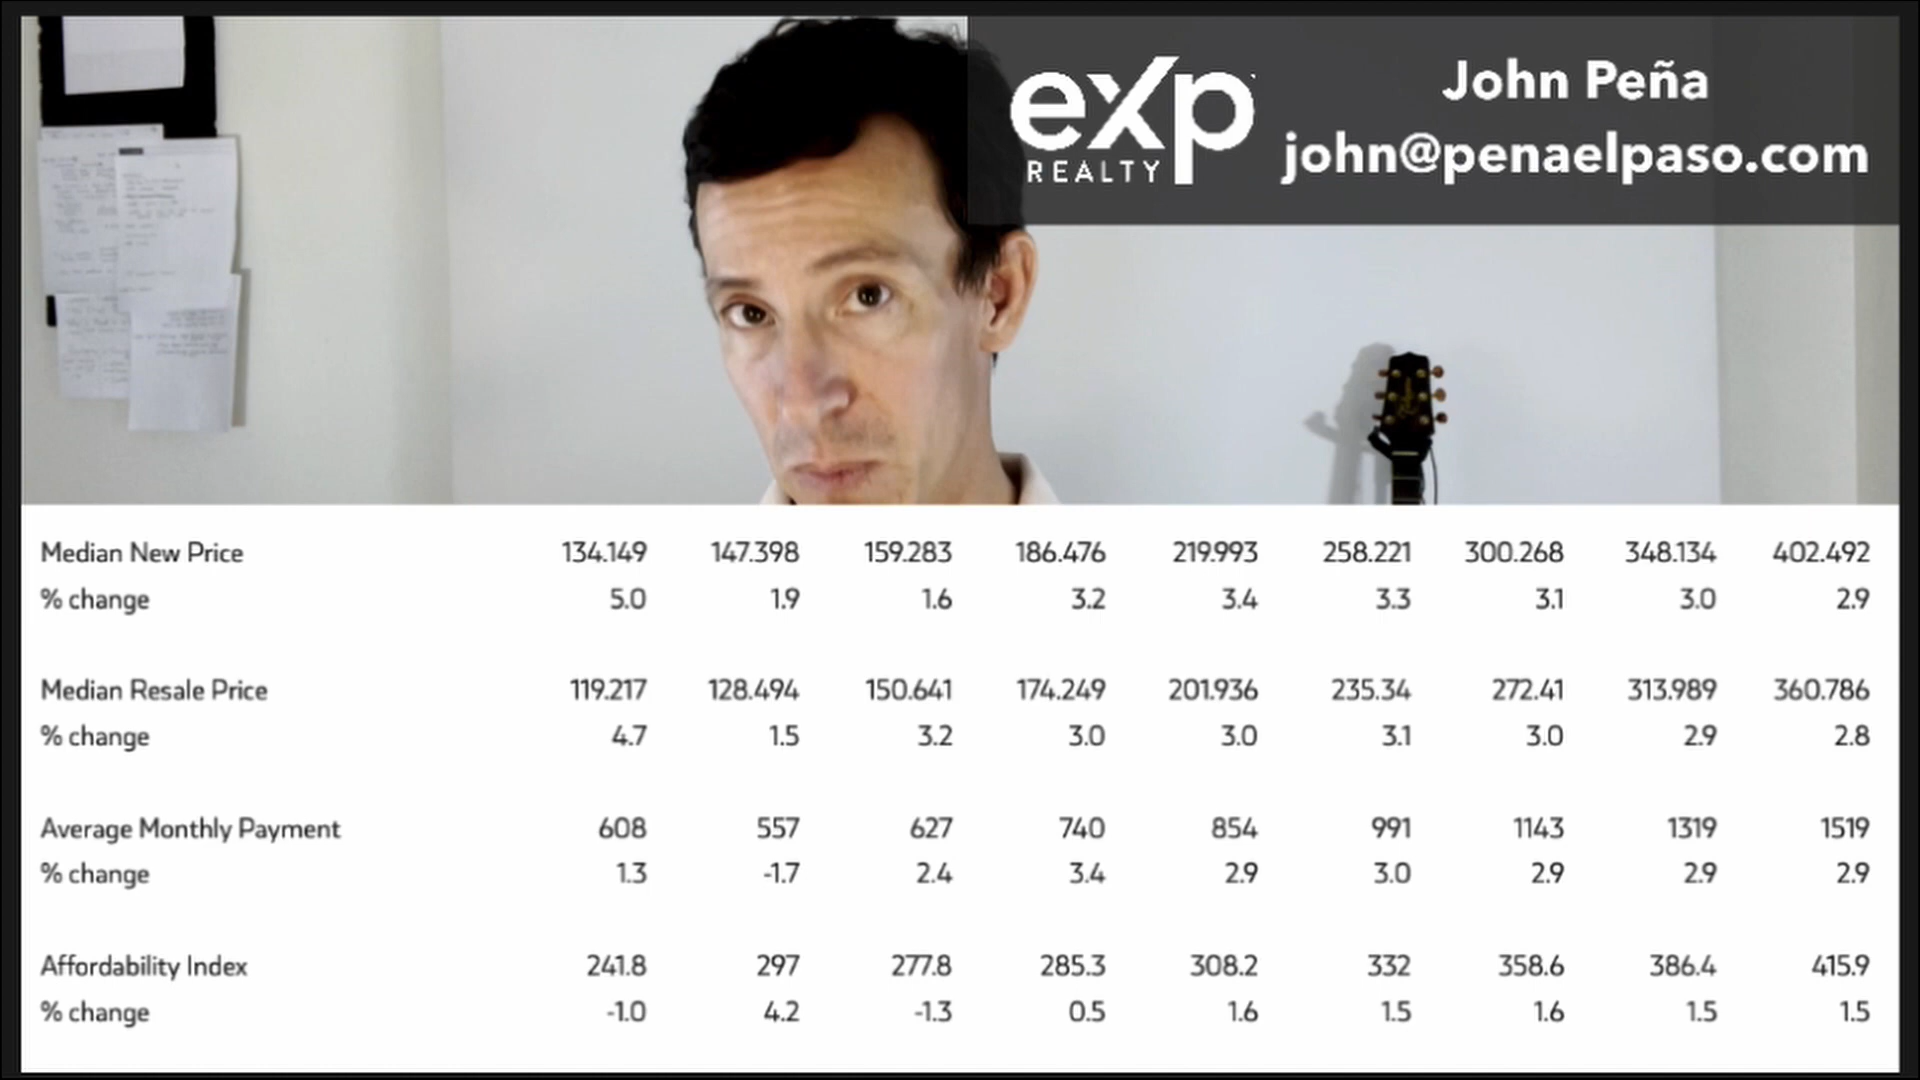 exp
REALTY
John Peña
john@penaelpaso.com
Median New Price 134.149 147.398 159.283 186.476 219.993 258.221 300.268 348.134 402.492
% change 5.0 1.9 1.6 3.2 3.4 3.3 3.1 3.0 2.9
Median Resale Price 119.217 128.494 150.641 174.249 201.936 235.34 272.41 313.989 360.786
% change 4.7 1.5 3.2 3.0 3.0 3.1 3.0 2.9 2.8
Average Monthly Payment 608 557 627 740 854 991 1143 1319 1519
% change 1.3 -1.7 2.4 3.4 2.9 3.0 2.9 2.9 2.9
Affordability Index 241.8 297 277.8 285.3 308.2 332 358.6 386.4 415.9
% change -1.0 4.2 -1.3 0.5 1.6 1.5 1.6 1.5 1.5